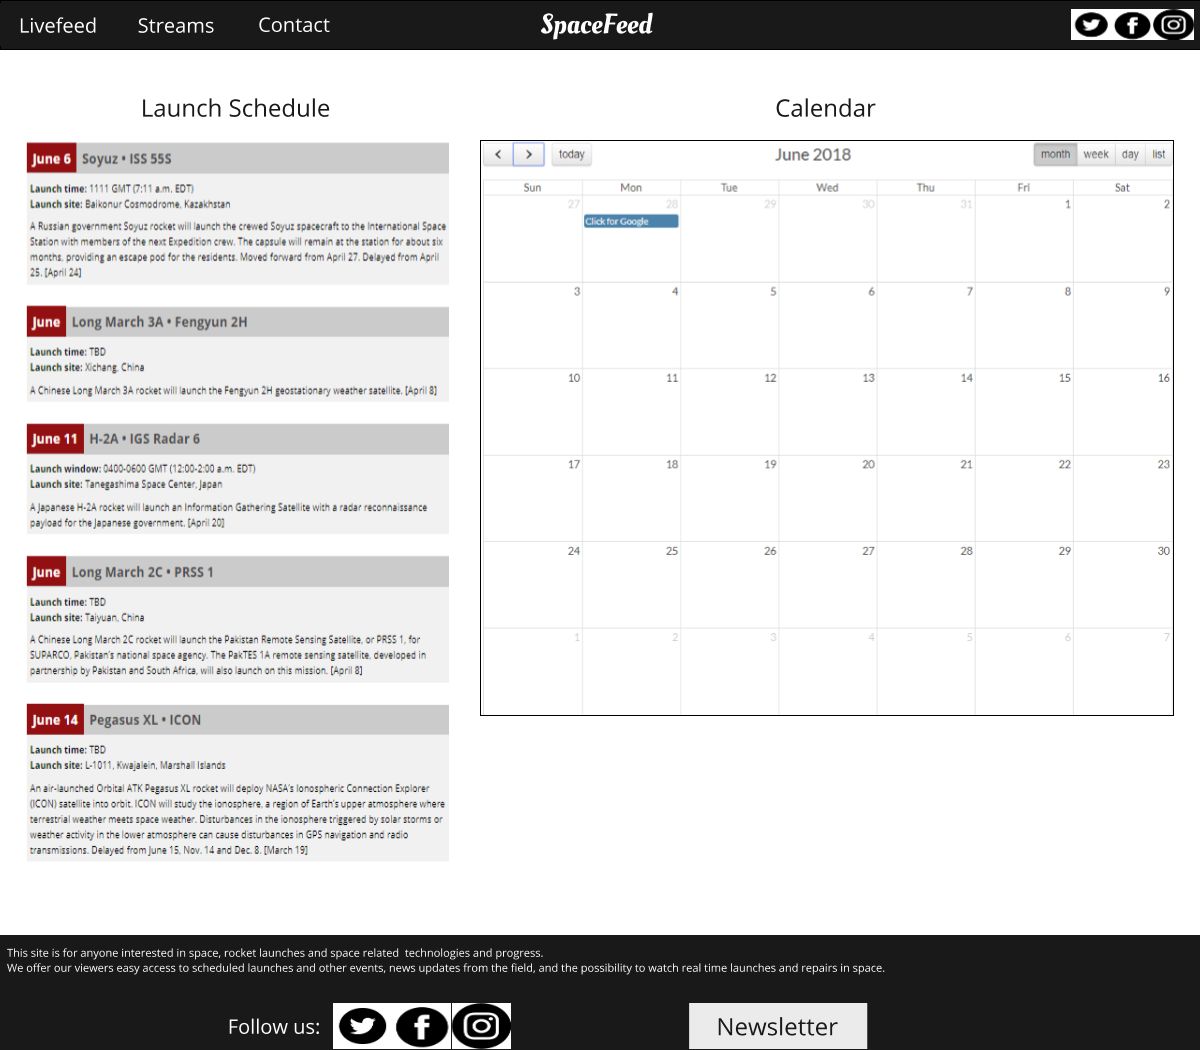 Livefeed Streams Contact SpaceFeed
Launch Schedule
June 6 Soyuz • ISS 55S
Launch time: 1111 GMT (7:11 a.m. EDT)
Launch site: Baikonur Cosmodrome, Kazakhstan
A Russian government Soyuz rocket will launch the crewed Soyuz spacecraft to the International Space
Station with members of the next Expedition crew. The capsule will remain at the station for about six
months, providing an escape pod for the residents. Moved forward from April 27. Delayed from April
25. [April 24]
June Long March 3A • Fengyun 2H
Launch time: TBD
Launch site: Xichang, China
A Chinese Long March 3A rocket will launch the Fengyun 2H geostationary weather satellite. [April 8]
June 11 H-2A • IGS Radar 6
Launch window: 0400-0600 GMT (12:00-2:00 a.m. EDT)
Launch site: Tanegashima Space Center, Japan
A Japanese H-2A rocket will launch an Information Gathering Satellite with a radar reconnaissance
payload for the Japanese government. [April 20]
June Long March 2C • PRSS 1
Launch time: TBD
Launch site: Taiyuan, China
A Chinese Long March 2C rocket will launch the Pakistan Remote Sensing Satellite, or PRSS 1, for
SUPARCO, Pakistan's national space agency. The PakTES 1A remote sensing satellite, developed in
partnership by Pakistan and South Africa, will also launch on this mission. [April 8]
June 14 Pegasus XL • ICON
Launch time: TBD
Launch site: L-1011, Kwajalein, Marshall Islands
An air-launched Orbital ATK Pegasus XL rocket will deploy NASA's Ionospheric Connection Explorer
(ICON) satellite into orbit. ICON will study the ionosphere, a region of Earth's upper atmosphere where
terrestrial weather meets space weather. Disturbances in the ionosphere triggered by solar storms or
weather activity in the lower atmosphere can cause disturbances in GPS navigation and radio
transmissions. Delayed from June 15, Nov. 14 and Dec. 8. [March 19]
Calendar
today June 2018 month week day list
Sun Mon Tue Wed Thu Fri Sat
27 28 29 30 31 1 2
Click for Google
3 4 5 6 7 8 9
10 11 12 13 14 15 16
17 18 19 20 21 22 23
24 25 26 27 28 29 30
1 2 3 4 5 6 7
This site is for anyone interested in space, rocket launches and space related technologies and progress.
We offer our viewers easy access to scheduled launches and other events, news updates from the field, and the possibility to watch real time launches and repairs in space.
Follow us: Newsletter